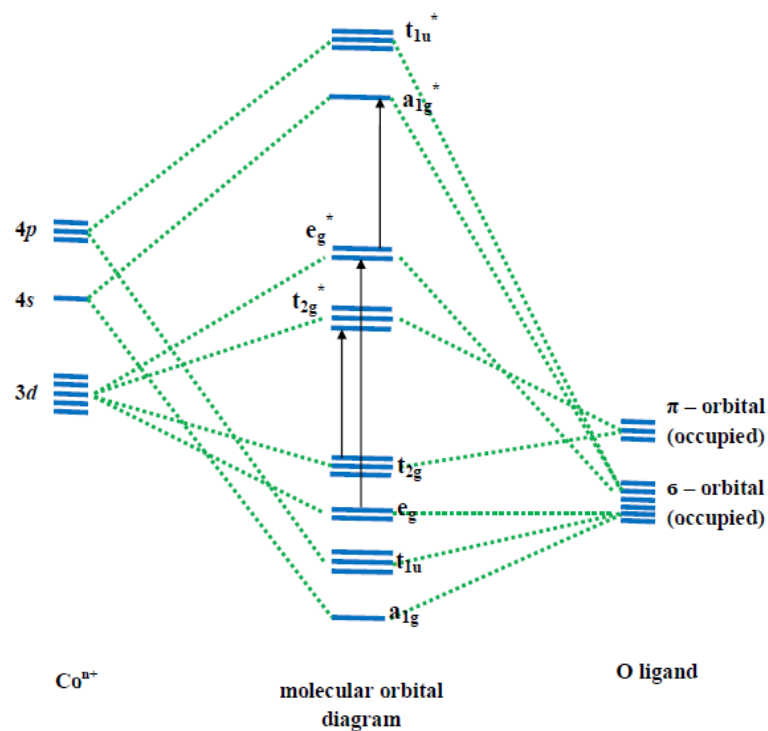 t1u*
a1g*
4p
eg*
4s
t2g*
3d
π – orbital
(occupied)
t2g
б – orbital
(occupied)
eg
t1u
a1g
Coⁿ⁺
molecular orbital
diagram
O ligand